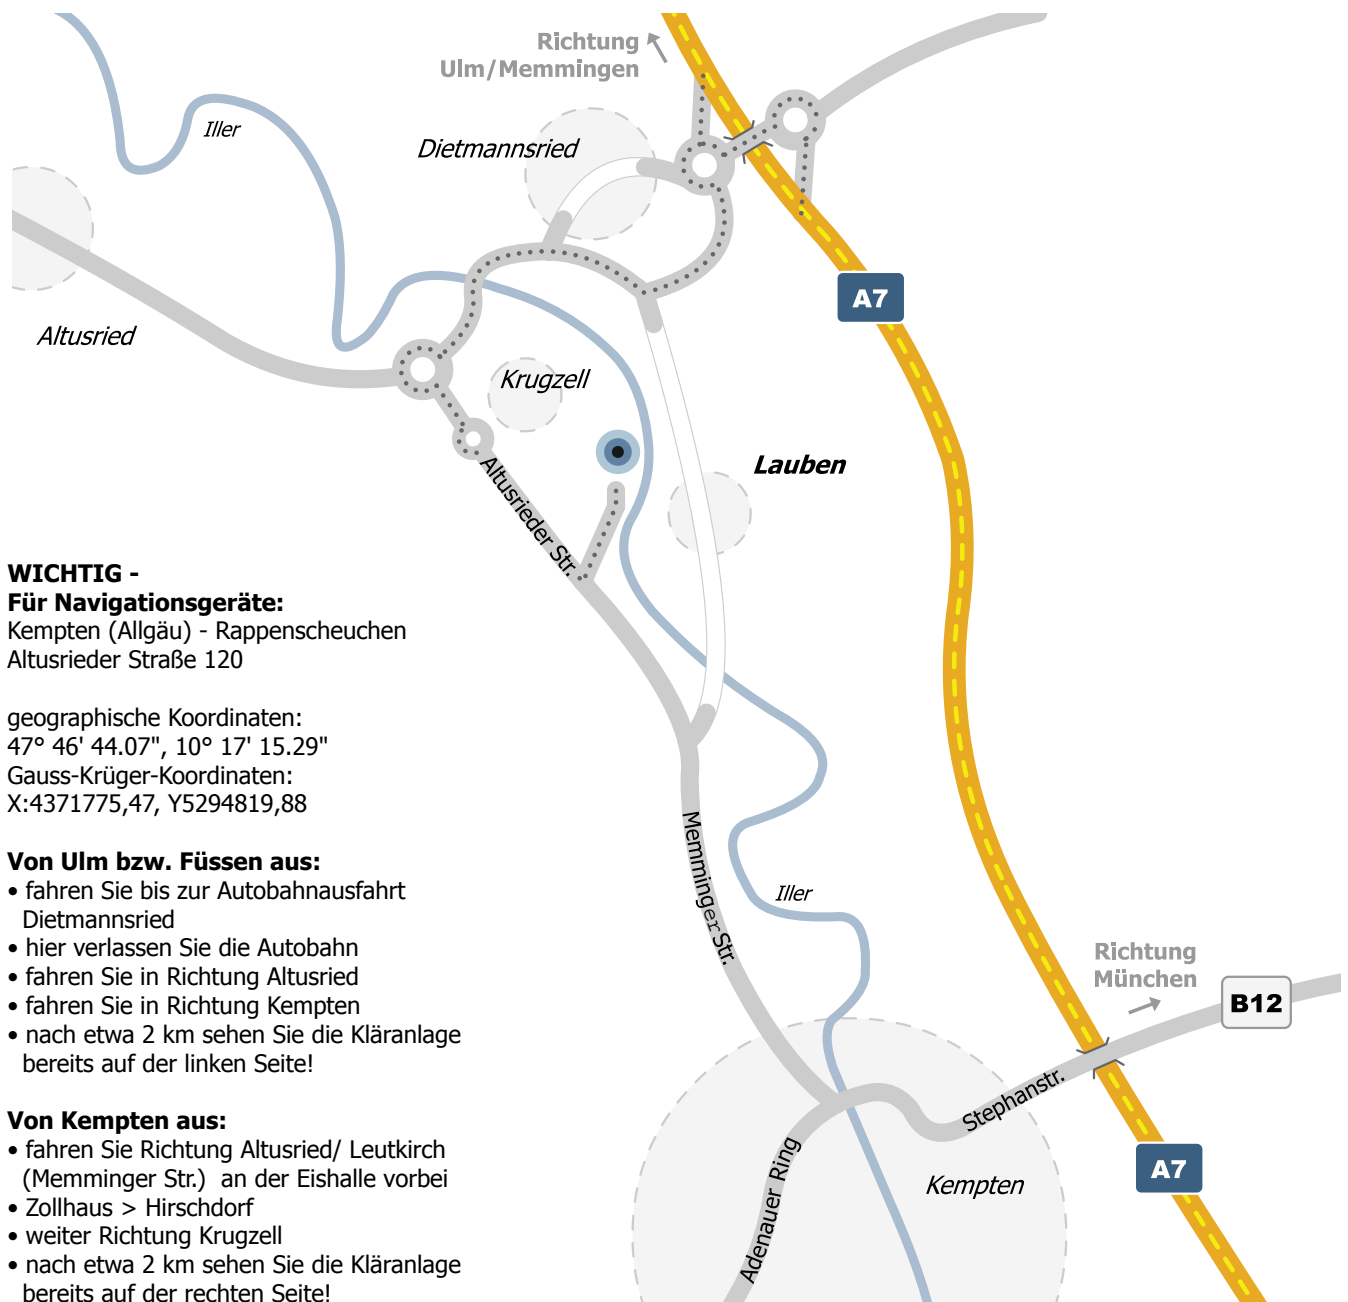 Richtung
Ulm/Memmingen
Iller
Dietmannsried
A7
Altusried
Krugzell
Lauben
Altusrieder Str.
WICHTIG -
Für Navigationsgeräte:
Kempten (Allgäu) - Rappenscheuchen
Altusrieder Straße 120
geographische Koordinaten:
47° 46' 44.07", 10° 17' 15.29"
Gauss-Krüger-Koordinaten:
X:4371775,47, Y5294819,88
Memminger Str.
Von Ulm bzw. Füssen aus:
• fahren Sie bis zur Autobahnausfahrt
Dietmannsried
• hier verlassen Sie die Autobahn
• fahren Sie in Richtung Altusried
• fahren Sie in Richtung Kempten
• nach etwa 2 km sehen Sie die Kläranlage
bereits auf der linken Seite!
Iller
Richtung
München
B12
Stephanstr.
Von Kempten aus:
• fahren Sie Richtung Altusried/ Leutkirch
(Memminger Str.)  an der Eishalle vorbei
• Zollhaus > Hirschdorf
• weiter Richtung Krugzell
• nach etwa 2 km sehen Sie die Kläranlage
bereits auf der rechten Seite!
Adenauer Ring
Kempten
A7